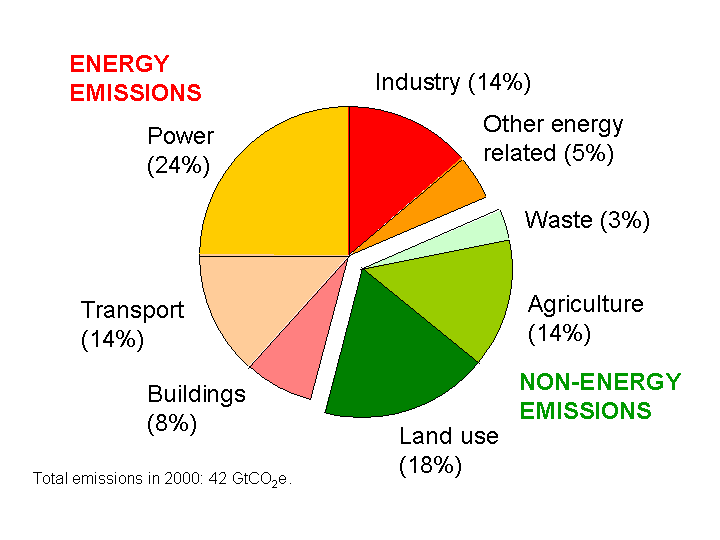 ENERGY
EMISSIONS
Industry (14%)
Other energy
related (5%)
Power
(24%)
Waste (3%)
Agriculture
(14%)
Transport
(14%)
NON-ENERGY
EMISSIONS
Buildings
(8%)
Land use
(18%)
Total emissions in 2000: 42 GtCO₂e.